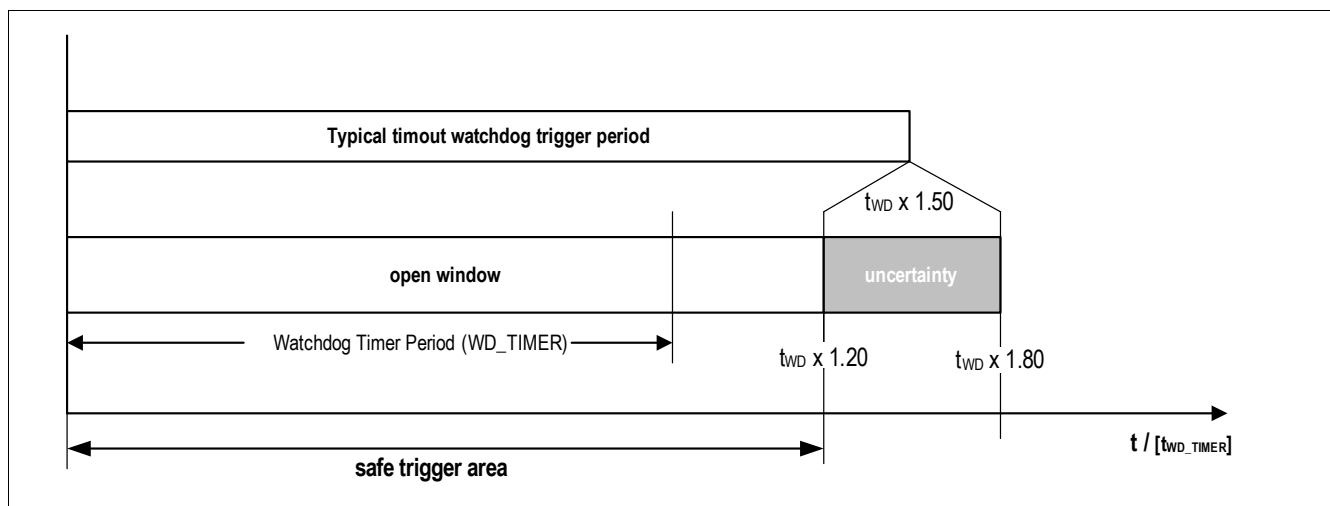 Typical timout watchdog trigger period
tWD x 1.50
open window
uncertainty
Watchdog Timer Period (WD_TIMER)
tWD x 1.20
tWD x 1.80
t / [tWD_TIMER]
safe trigger area